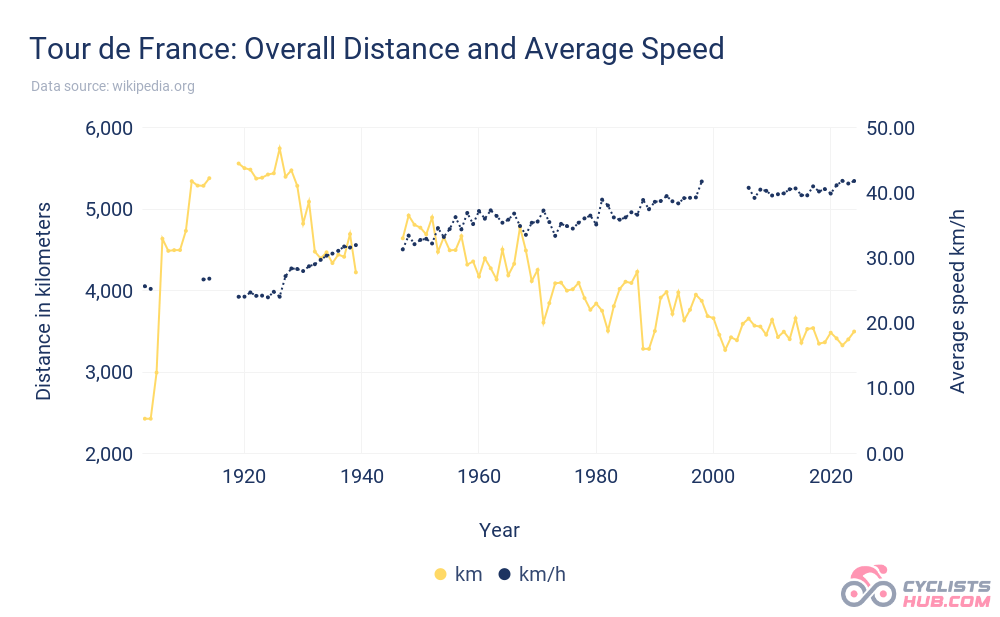 Tour de France: Overall Distance and Average Speed
Data source: wikipedia.org
6,000
5,000
4,000
3,000
2,000
Distance in kilometers
50.00
40.00
30.00
20.00
10.00
0.00
Average speed km/h
1920 1940 1960 1980 2000 2020
Year
km km/h
CYCLISTS
HUB.COM